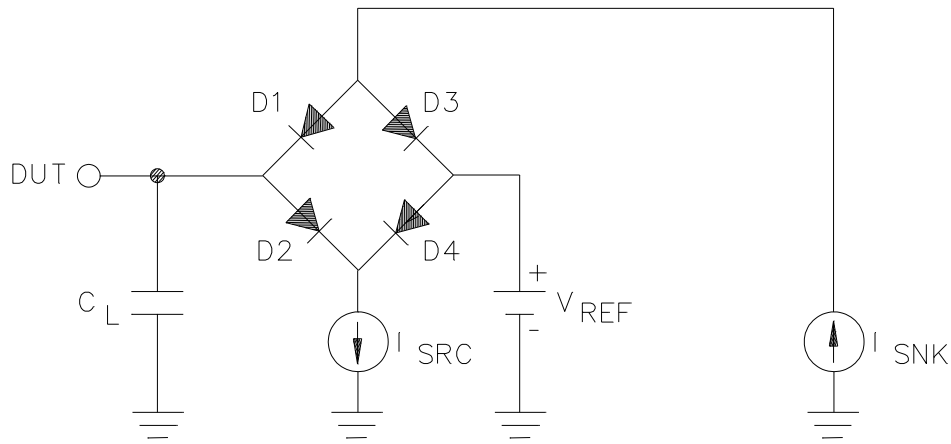 D1
D3
DUT
D2
D4
C L
+
V REF
-
I SRC
I SNK